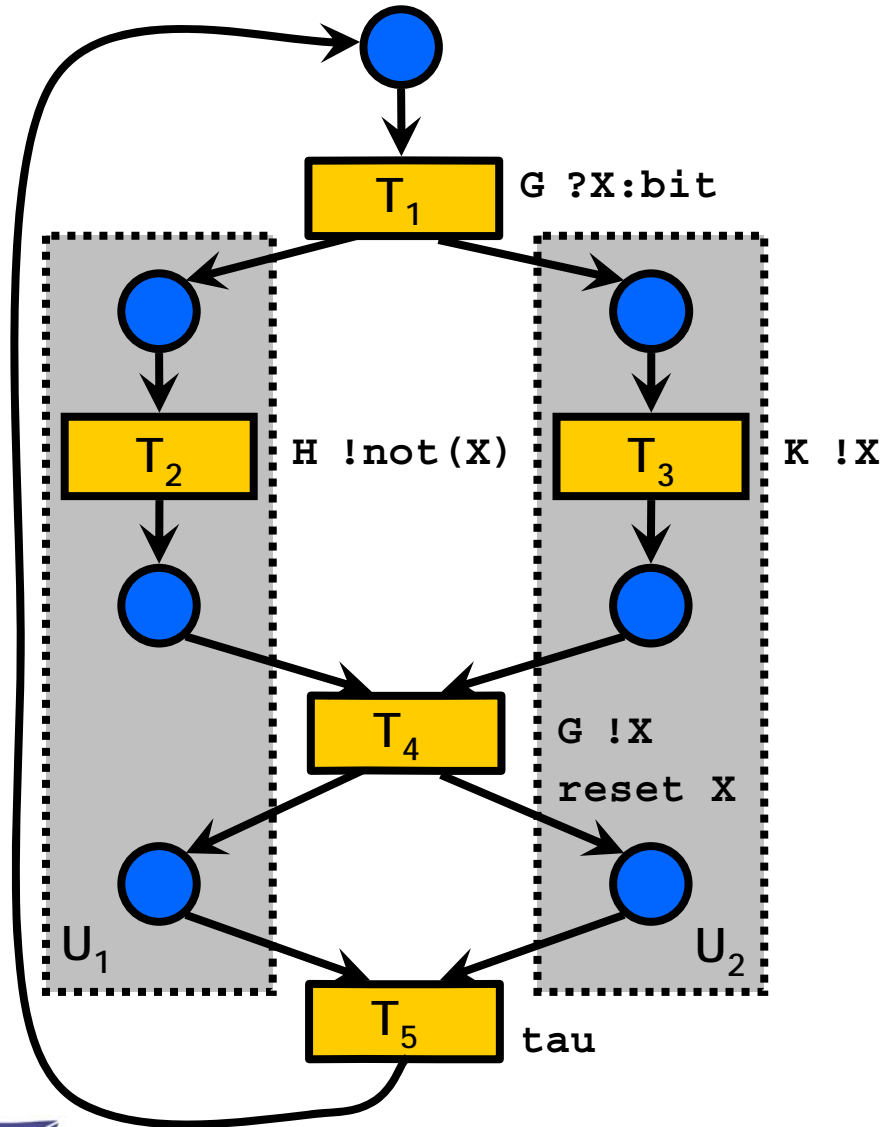 T₁
G ?X:bit
T₂
H !not(X)
T₃
K !X
T₄
G !X
reset X
U₁
U₂
T₅
tau